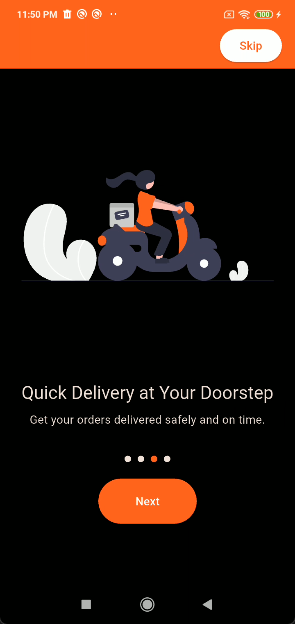 11:50 PM
100
Skip
Quick Delivery at Your Doorstep
Get your orders delivered safely and on time.
Next